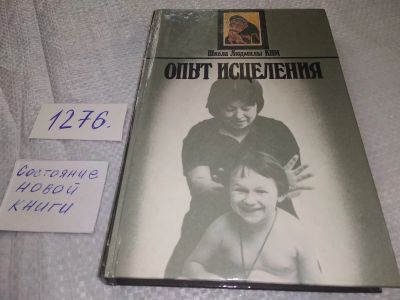 Школа Людмилы КИМ
ОПЫТ ИСЦЕЛЕНИЯ
1276.
Состояние
новой
книги